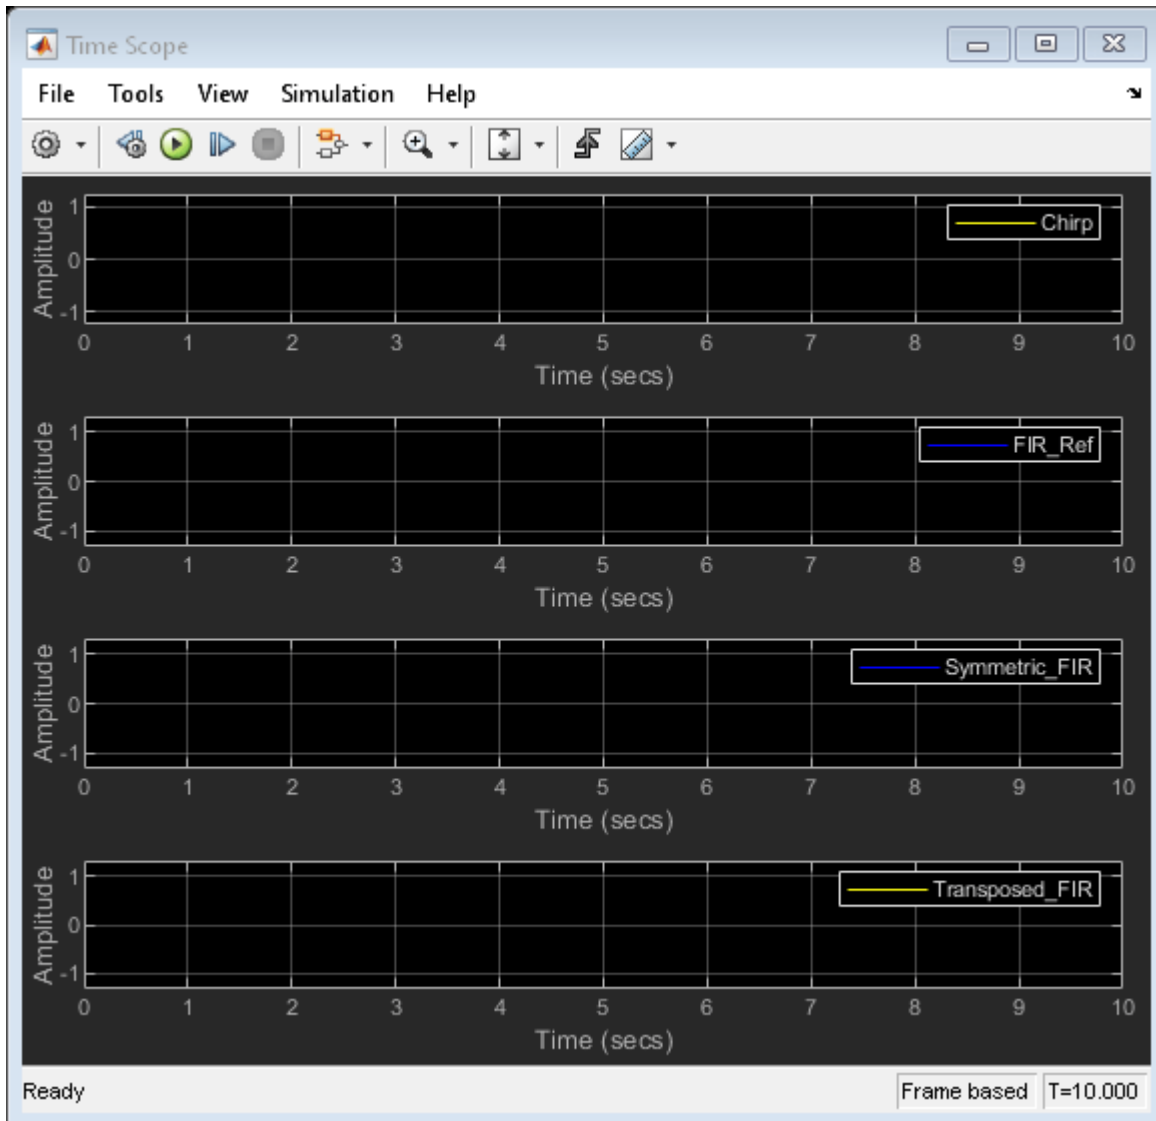 Time Scope
File Tools View Simulation Help
Amplitude
1
0
-1
Chirp
0 1 2 3 4 5 6 7 8 9 10
Time (secs)
Amplitude
1
0
-1
FIR_Ref
0 1 2 3 4 5 6 7 8 9 10
Time (secs)
Amplitude
1
0
-1
Symmetric_FIR
0 1 2 3 4 5 6 7 8 9 10
Time (secs)
Amplitude
1
0
-1
Transposed_FIR
0 1 2 3 4 5 6 7 8 9 10
Time (secs)
Ready Frame based T=10.000